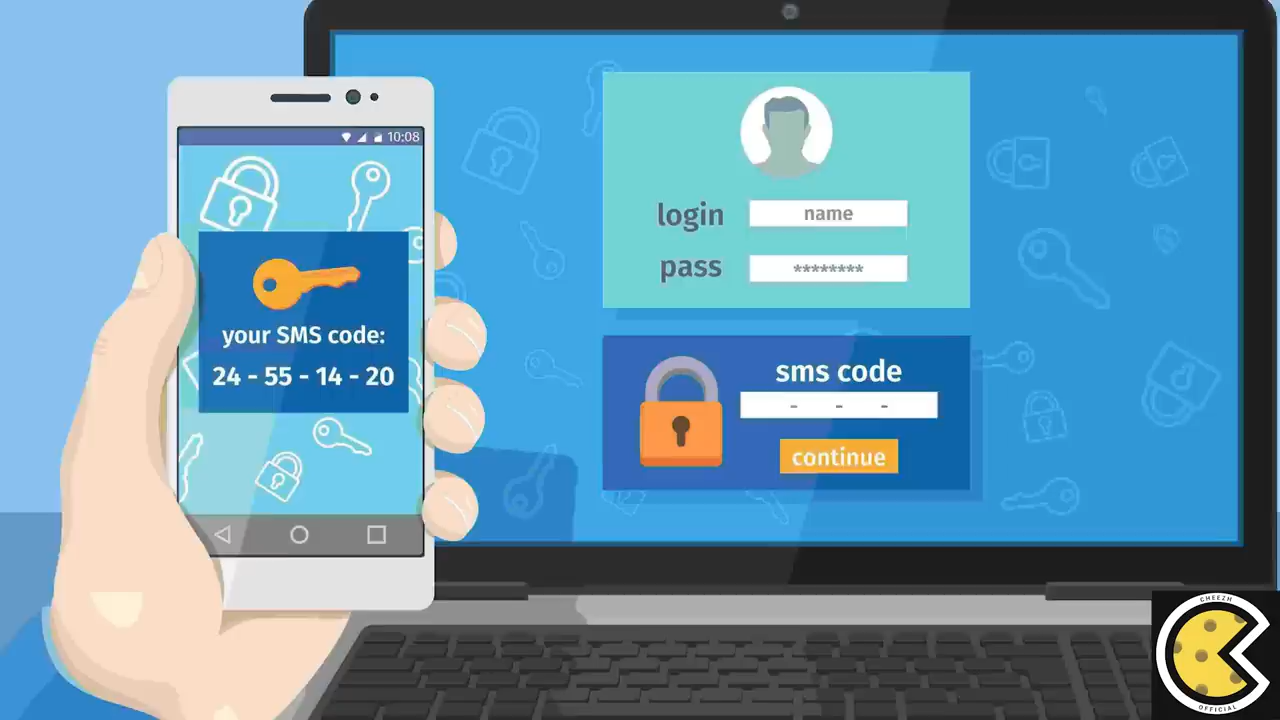 10:08
your SMS code:
24 - 55 - 14 - 20
login
name
pass
********
sms code
- - -
continue
CHEEZH
OFFICIAL